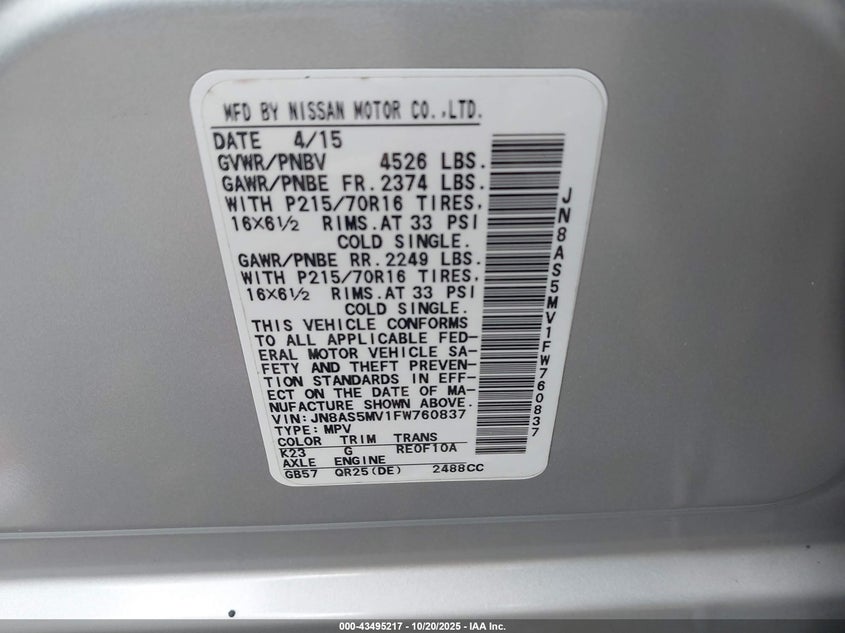 MFD BY NISSAN MOTOR CO.,LTD.
DATE 4/15
GVWR/PNBV 4526 LBS.
GAWR/PNBE FR. 2374 LBS.
WITH P215/70R16 TIRES.
16X6½ RIMS. AT 33 PSI
COLD SINGLE.
GAWR/PNBE RR. 2249 LBS.
WITH P215/70R16 TIRES.
16X6½ RIMS. AT 33 PSI
COLD SINGLE.
THIS VEHICLE CONFORMS
TO ALL APPLICABLE FED-
ERAL MOTOR VEHICLE SA-
FETY AND THEFT PREVEN-
TION STANDARDS IN EFF-
ECT ON THE DATE OF MA-
NUFACTURE SHOWN ABOVE.
VIN:JN8AS5MV1FW760837
TYPE: MPV
COLOR TRIM TRANS
K23 G RE0F10A
AXLE ENGINE
GB57 QR25(DE) 2488CC
JN8AS5MV1FW760837
000-43495217 - 10/20/2025 - IAA Inc.